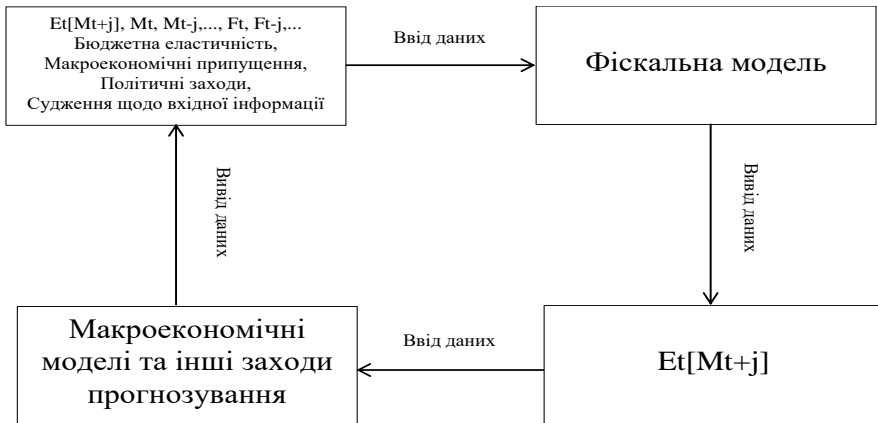 Et[Mt+j], Mt, Mt-j,..., Ft, Ft-j,...
Бюджетна еластичність,
Макроекономічні припущення,
Політичні заходи,
Судження щодо вхідної інформації
Ввід даних
Фіскальна модель
Вивід даних
Вивід даних
Макроекономічні
моделі та інші заходи
прогнозування
Ввід даних
Et[Mt+j]